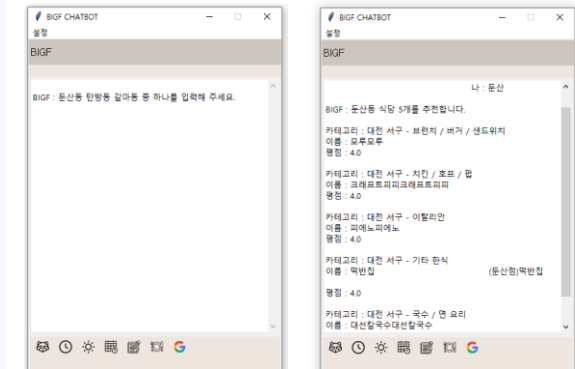 BIGF CHATBOT
설정
BIGF
BIGF : 둔산동 탄방동 갈마동 중 하나를 입력해 주세요.
BIGF CHATBOT
설정
BIGF
나 : 둔산
BIGF : 둔산동 식당 5개를 추천합니다.
카테고리 : 대전 서구 - 브런치 / 버거 / 샌드위치
이름 : 모루모루
평점 : 4.0
카테고리 : 대전 서구 - 치킨 / 호프 / 펍
이름 : 크래프트피피크래프트피피
평점 : 4.0
카테고리 : 대전 서구 - 이탈리안
이름 : 피에노피에노
평점 : 4.0
카테고리 : 대전 서구 - 기타 한식
이름 : 떡반집 (둔산점)떡반집
평점 : 4.0
카테고리 : 대전 서구 - 국수 / 면 요리
이름 : 대선칼국수대선칼국수